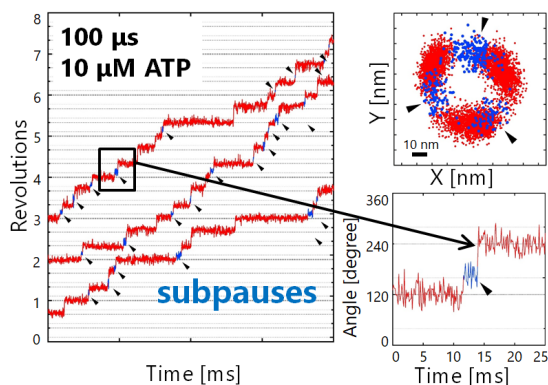 8
7
6
5
4
3
2
1
0
Revolutions
100 µs
10 µM ATP
subpauses
Time [ms]
Y [nm]
10 nm
X [nm]
360
240
120
0
Angle [degree]
0 5 10 15 20 25
Time [ms]